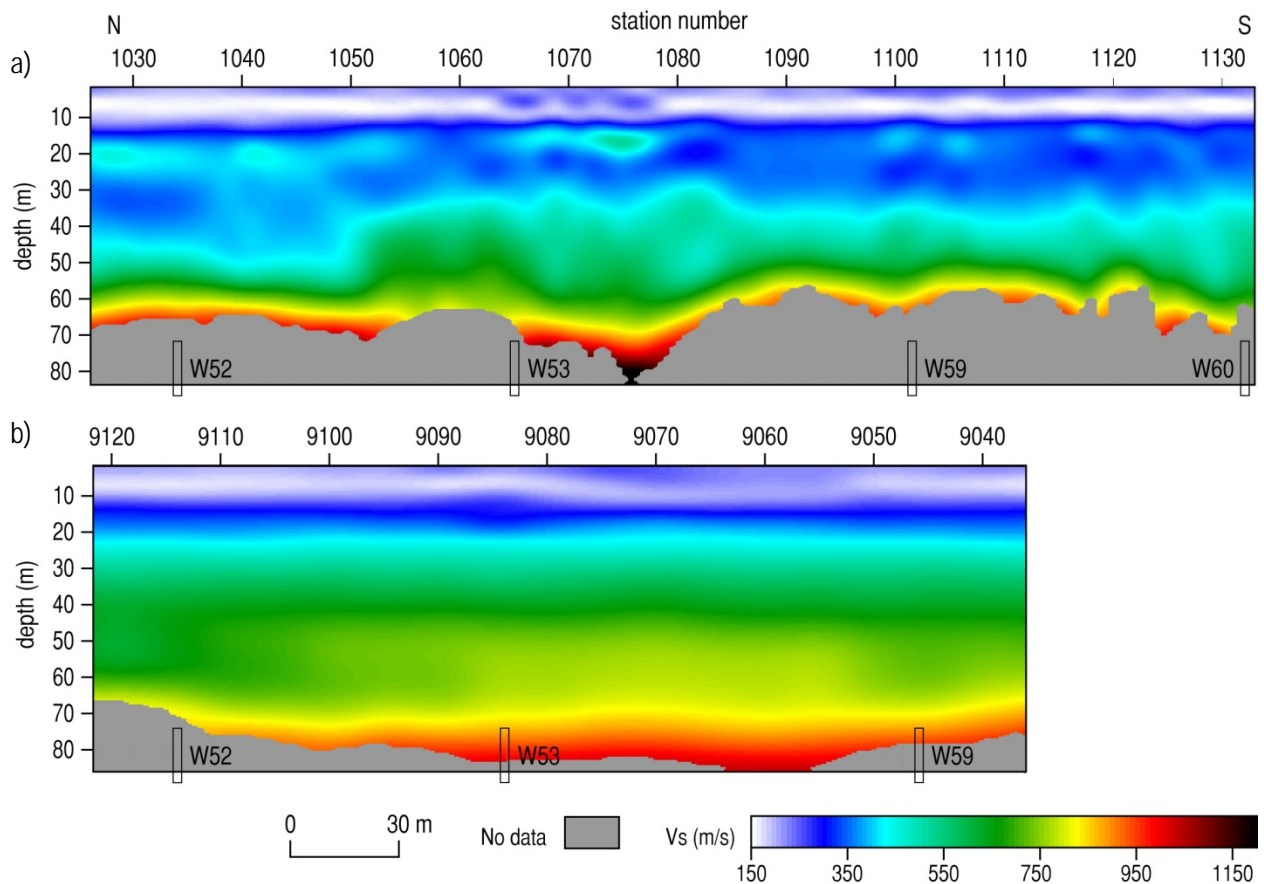 N station number S
a)
1030 1040 1050 1060 1070 1080 1090 1100 1110 1120 1130
depth (m)
10
20
30
40
50
60
70
80
W52 W53 W59 W60
b)
9120 9110 9100 9090 9080 9070 9060 9050 9040
depth (m)
10
20
30
40
50
60
70
80
W52 W53 W59
0 30 m No data Vs (m/s)
150 350 550 750 950 1150